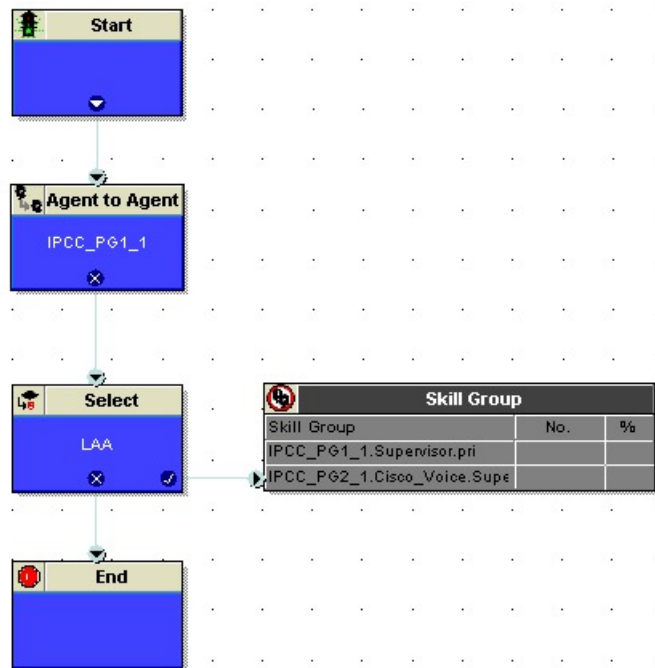 Start
Agent to Agent
IPCC_PG1_1
Select
LAA
Skill Group
Skill Group No. %
IPCC_PG1_1.Supervisor.pri
IPCC_PG2_1.Cisco_Voice.Supe
End